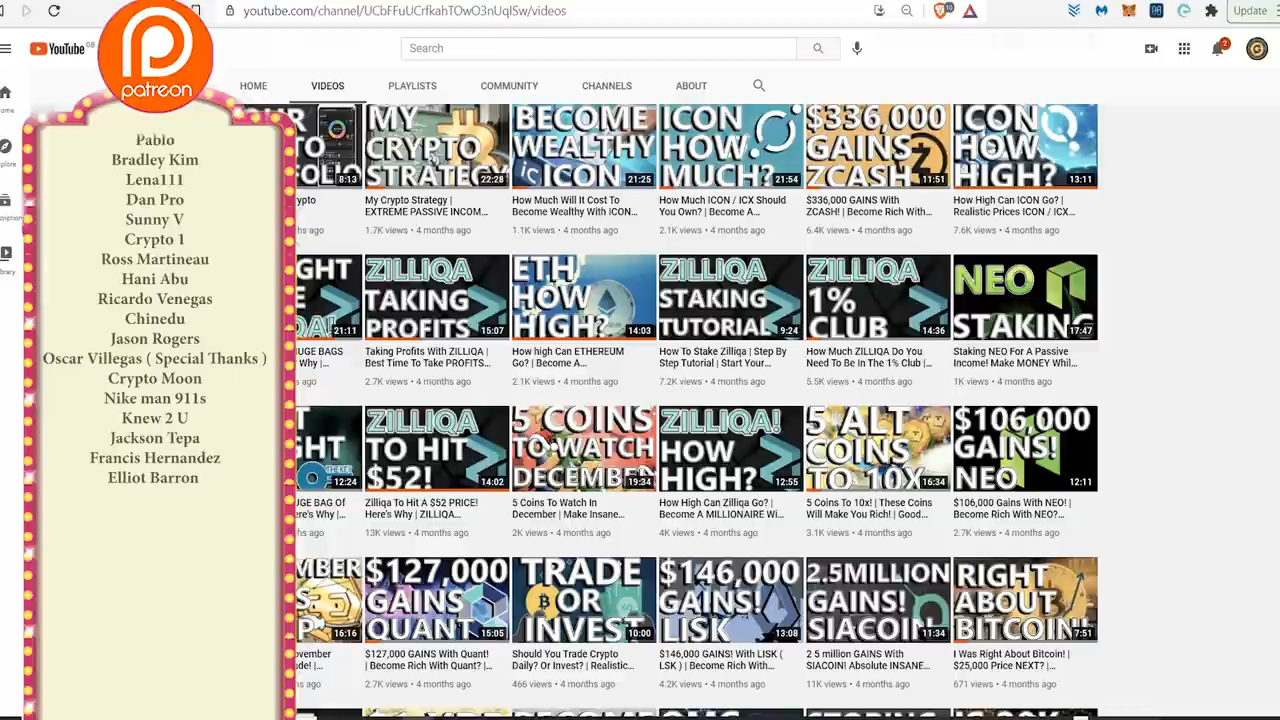 youtube.com/channel/UCbFFuUCrfkahTOwO3nUqISw/videos
Update
YouTube GB
Search
2
patreon
HOME VIDEOS PLAYLISTS COMMUNITY CHANNELS ABOUT
Pablo
Bradley Kim
Lena111
Dan Pro
Sunny V
Crypto 1
Ross Martineau
Hani Abu
Ricardo Venegas
Chinedu
Jason Rogers
Oscar Villegas ( Special Thanks )
Crypto Moon
Nike man 911s
Knew 2 U
Jackson Tepa
Francis Hernandez
Elliot Barron
8:13
MY
CRYPTO
STRATE
22:28
My Crypto Strategy |
EXTREME PASSIVE INCOM...
1.7K views • 4 months ago
BECOME
WEALTHY
ICON
21:25
How Much Will It Cost To
Become Wealthy With ICON...
1.1K views • 4 months ago
ICON
HOW
MUCH?
21:54
How Much ICON / ICX Should
You Own? | Become A...
2.1K views • 4 months ago
$336,000
GAINS
ZCASH
11:51
$336,000 GAINS With
ZCASH! | Become Rich With...
6.4K views • 4 months ago
ICON
HOW
HIGH?
13:11
How High Can ICON Go? |
Realistic Prices ICON / ICX...
7.6K views • 4 months ago
21:11
HUGE BAGS
Why |...
ZILLIQA
TAKING
PROFITS
15:07
Taking Profits With ZILLIQA |
Best Time To Take PROFITS...
2.7K views • 4 months ago
ETH
HOW
HIGH?
14:03
How high Can ETHEREUM
Go? | Become A...
2.1K views • 4 months ago
ZILLIQA
STAKING
TUTORIAL
9:24
How To Stake Zilliqa | Step By
Step Tutorial | Start Your...
7.2K views • 4 months ago
ZILLIQA
1%
CLUB
14:36
How Much ZILLIQA Do You
Need To Be In The 1% Club |...
5.5K views • 4 months ago
NEO
STAKING
17:47
Staking NEO For A Passive
Income! Make MONEY Whil...
1K views • 4 months ago
12:24
UGE BAG Of
ere's Why |...
ZILLIQA
TO HIT
$52!
14:02
Zilliqa To Hit A $52 PRICE!
Here's Why | ZILLIQA...
13K views • 4 months ago
5 COINS
TO WATCH
DECEMBE
19:34
5 Coins To Watch In
December | Make Insane...
2K views • 4 months ago
ZILLIQA!
HOW
HIGH?
12:55
How High Can Zilliqa Go? |
Become A MILLIONAIRE Wi...
4K views • 4 months ago
5 ALT
COINS
TO 10X
16:34
5 Coins To 10x! | These Coins
Will Make You Rich! | Good...
3.1K views • 4 months ago
$106,000
GAINS!
NEO
12:11
$106,000 Gains With NEO! |
Become Rich With NEO?...
2.7K views • 4 months ago
16:16
$127,000
GAINS
QUANT
15:05
$127,000 GAINS With Quant!
| Become Rich With Quant? |...
2.7K views • 4 months ago
TRADE
OR
INVEST
10:00
Should You Trade Crypto
Daily? Or Invest? | Realistic...
466 views • 4 months ago
$146,000
GAINS!
LISK
13:08
$146,000 GAINS! With LISK (
LSK ) | Become Rich With...
4.2K views • 4 months ago
2.5MILLION
GAINS!
SIACOIN
11:34
2 5 million GAINS With
SIACOIN! Absolute INSANE...
11K views • 4 months ago
RIGHT
ABOUT
BITCOIN
7:51
I Was Right About Bitcoin! |
$25,000 Price NEXT? |...
671 views • 4 months ago